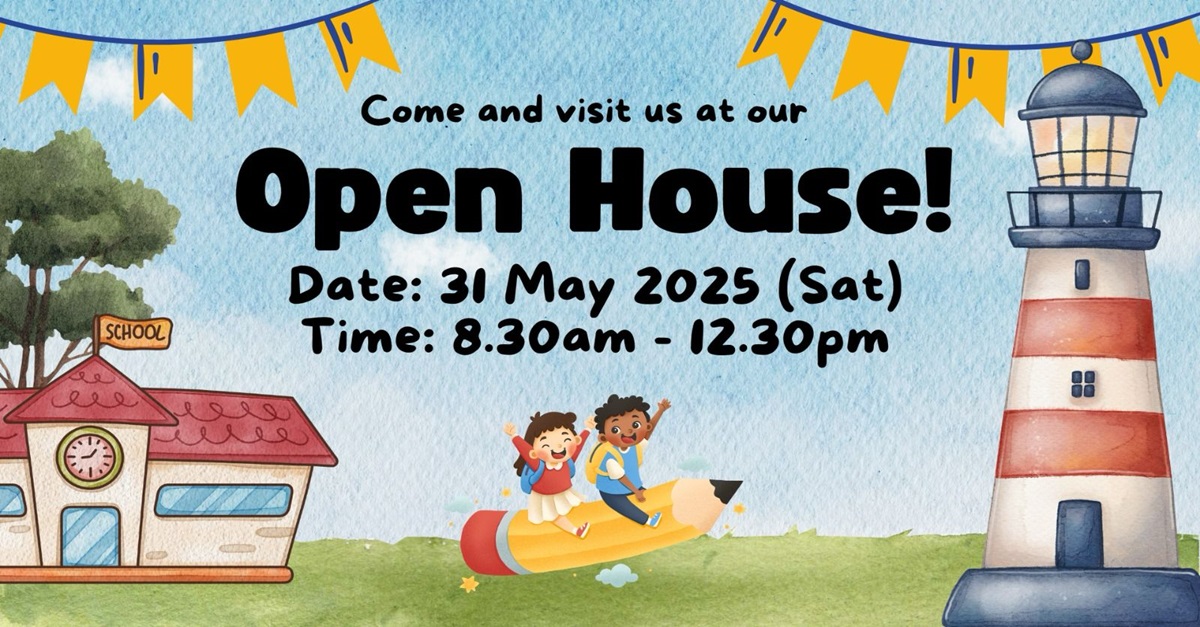 Come and visit us at our
Open House!
Date: 31 May 2025 (Sat)
Time: 8.30am - 12.30pm
SCHOOL